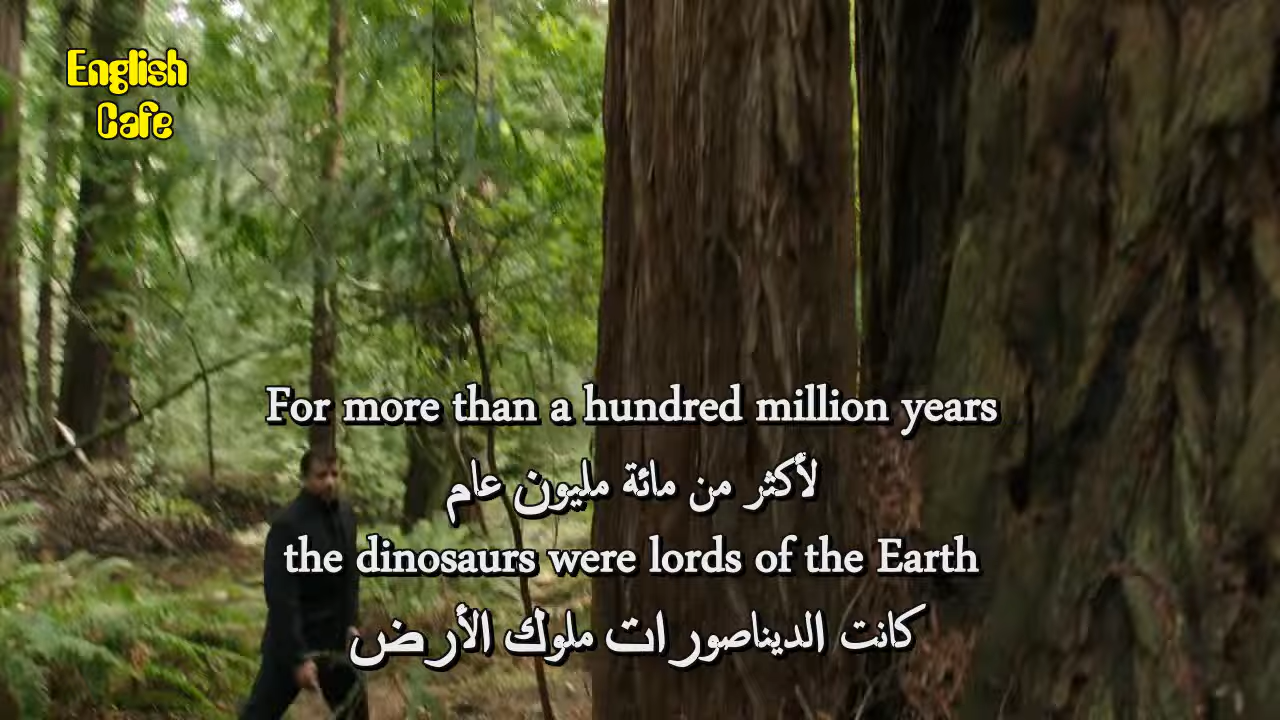 English
Cafe
For more than a hundred million years
لأكثر من مائة مليون عام
the dinosaurs were lords of the Earth
كانت الديناصورات ملوك الأرض